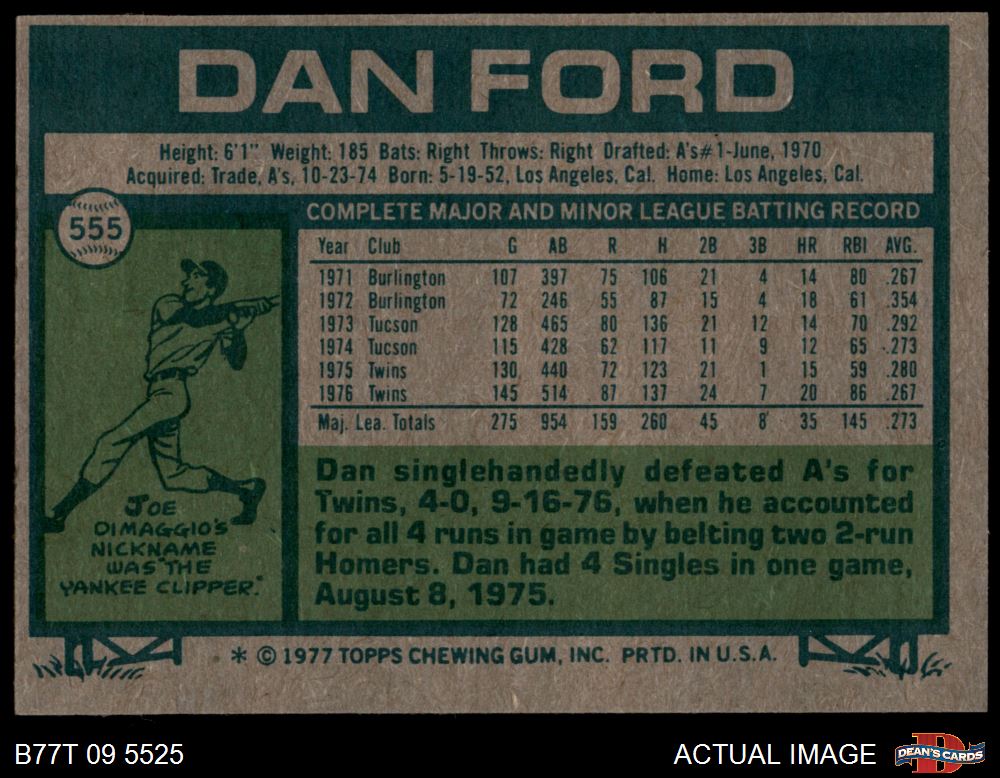 DAN FORD
Height: 6'1" Weight: 185 Bats: Right Throws: Right Drafted: A's#1-June, 1970
Acquired: Trade, A's, 10-23-74 Born: 5-19-52, Los Angeles, Cal. Home: Los Angeles, Cal.
555
COMPLETE MAJOR AND MINOR LEAGUE BATTING RECORD
Year Club G AB R H 2B 3B HR RBI AVG.
1971 Burlington 107 397 75 106 21 4 14 80 .267
1972 Burlington 72 246 55 87 15 4 18 61 .354
1973 Tucson 128 465 80 136 21 12 14 70 .292
1974 Tucson 115 428 62 117 11 9 12 65 .273
1975 Twins 130 440 72 123 21 1 15 59 .280
1976 Twins 145 514 87 137 24 7 20 86 .267
Maj. Lea. Totals 275 954 159 260 45 8 35 145 .273
JOE
DIMAGGIO'S
NICKNAME
WAS "THE
YANKEE CLIPPER."
Dan singlehandedly defeated A's for
Twins, 4-0, 9-16-76, when he accounted
for all 4 runs in game by belting two 2-run
Homers. Dan had 4 Singles in one game,
August 8, 1975.
* © 1977 TOPPS CHEWING GUM, INC. PRTD. IN U.S.A.
B77T 09 5525
ACTUAL IMAGE
D
DEAN'S CARDS